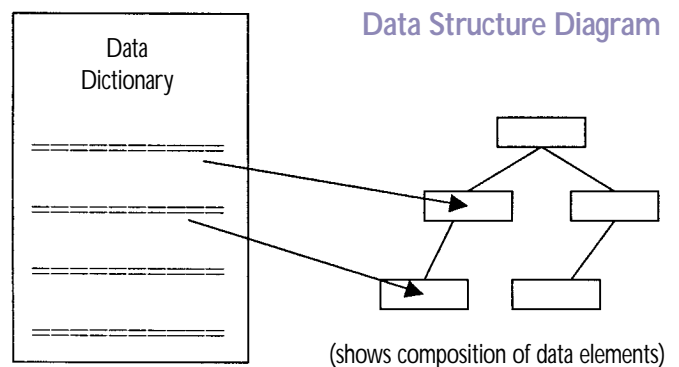 Data Structure Diagram
Data
Dictionary
(shows composition of data elements)